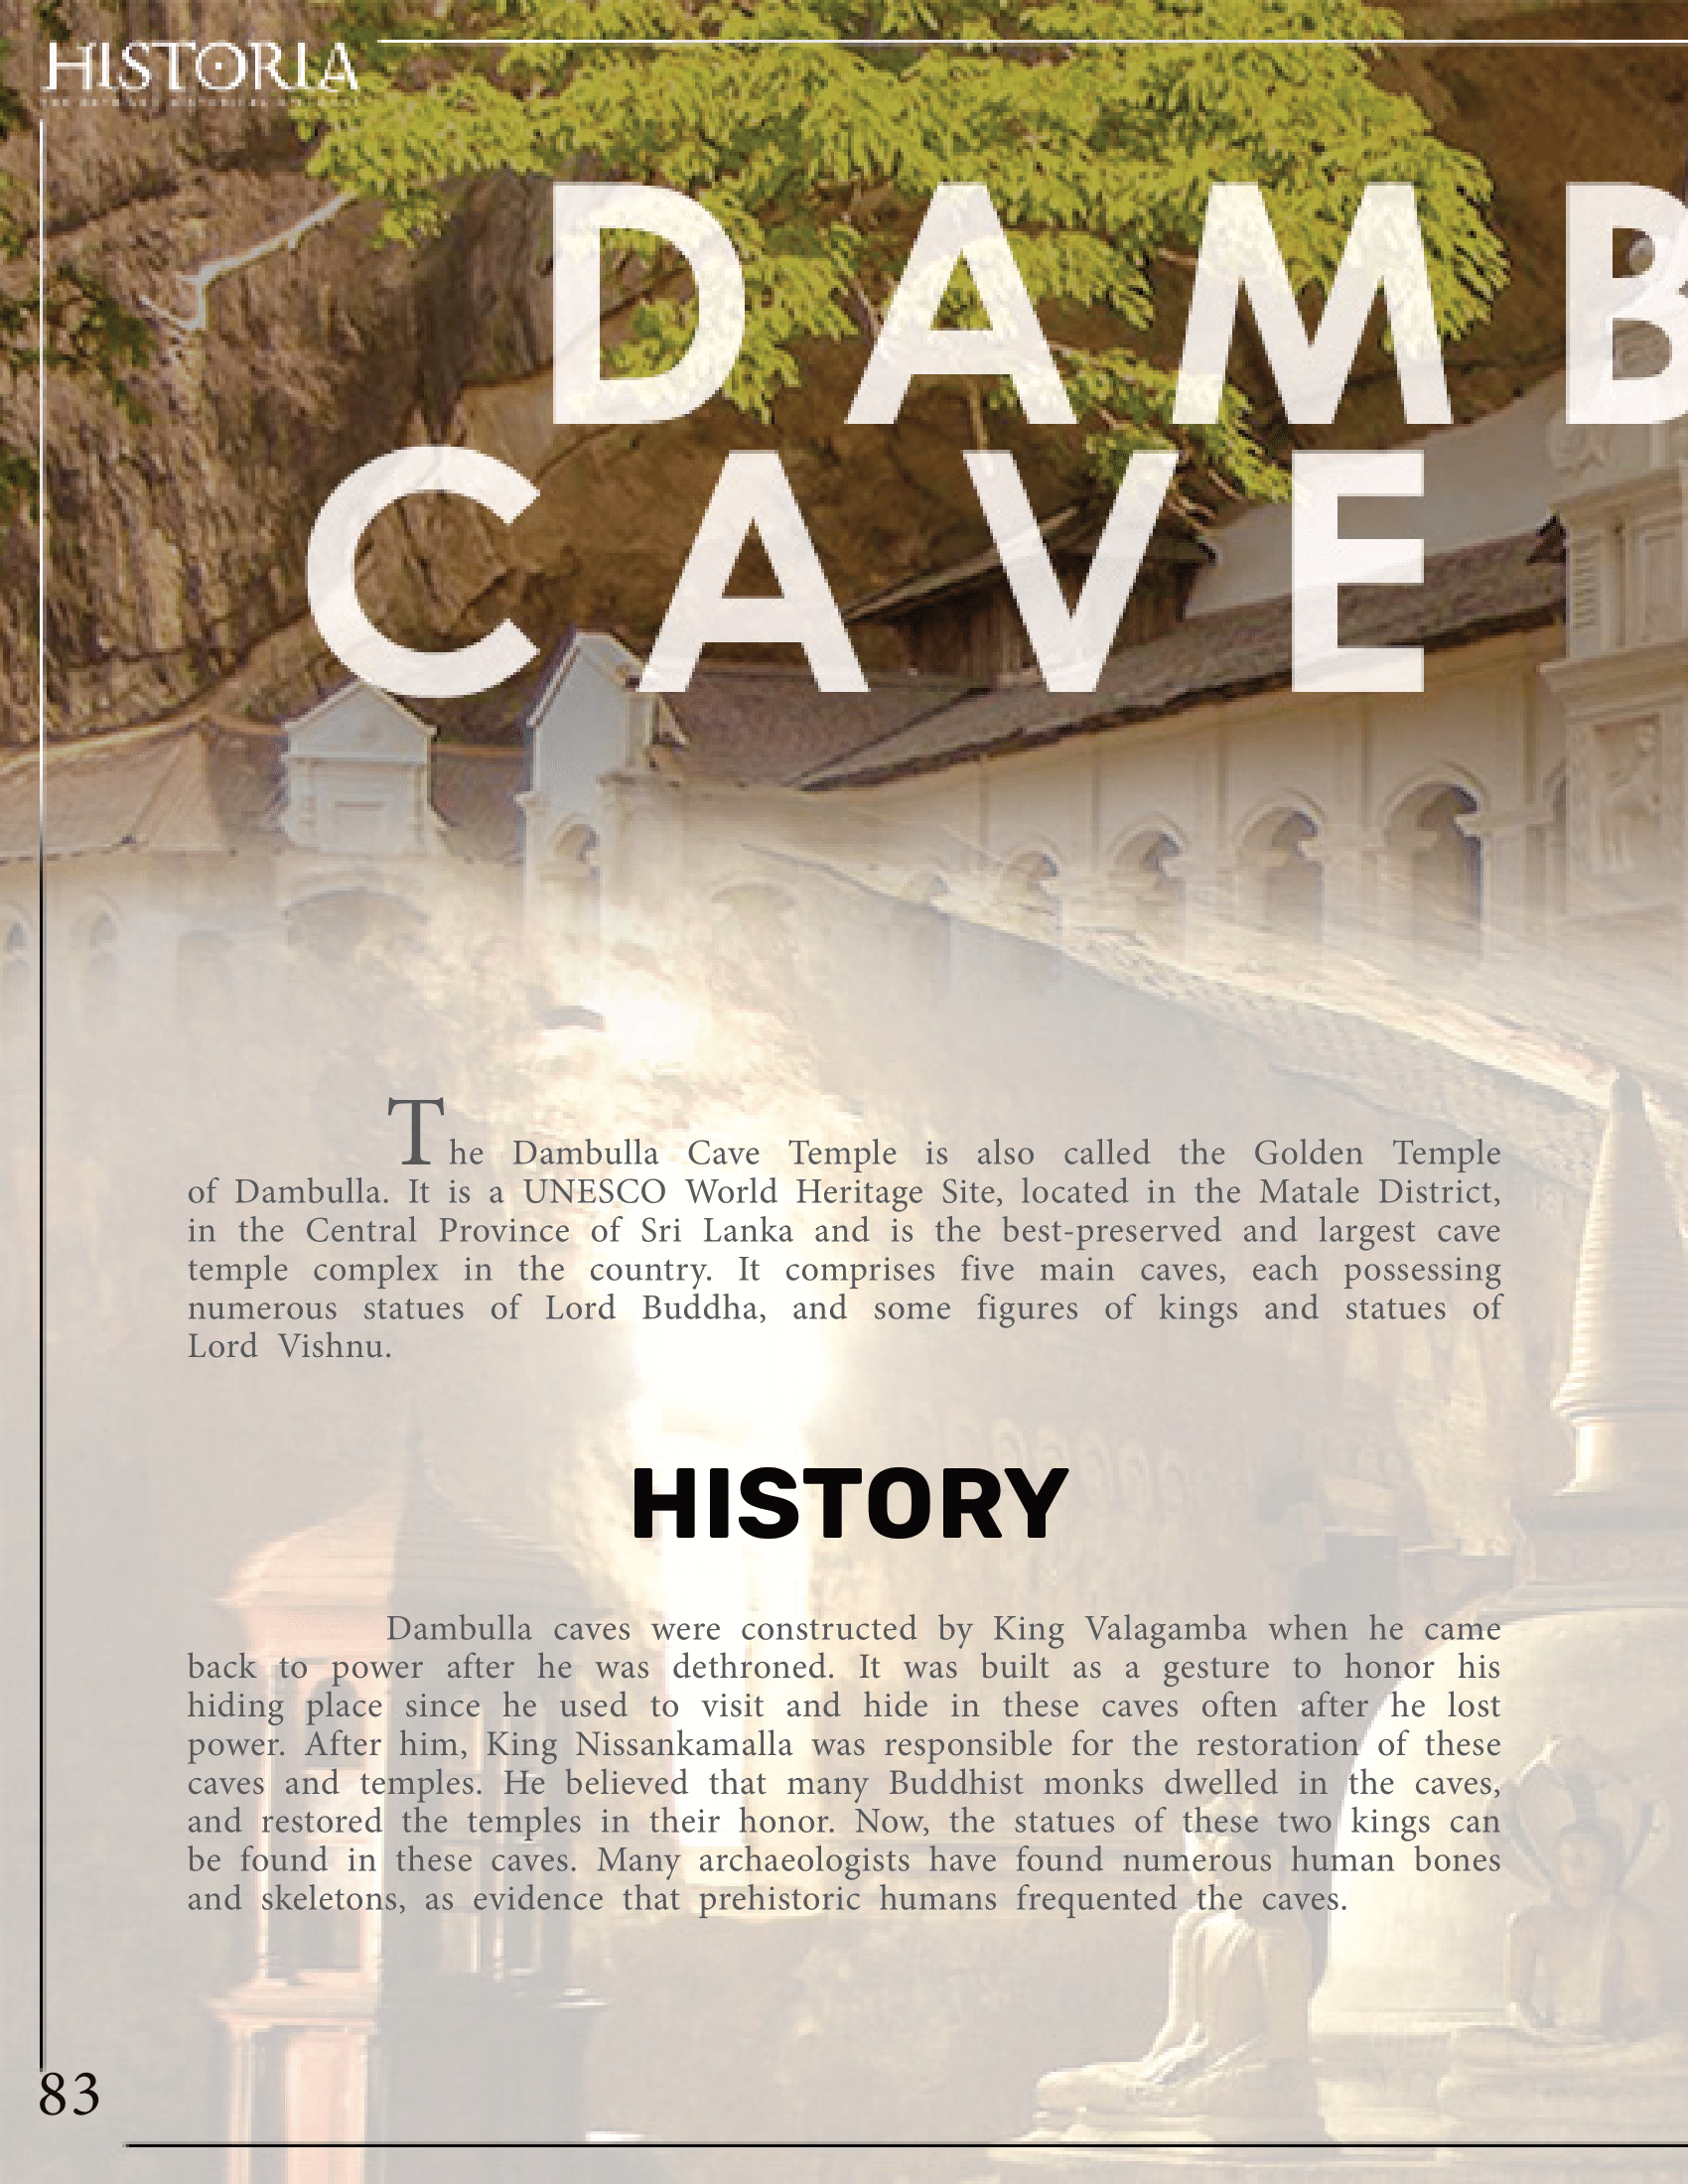 HISTORIA
DAMB
CAVE
The Dambulla Cave Temple is also called the Golden Temple
of Dambulla. It is a UNESCO World Heritage Site, located in the Matale District,
in the Central Province of Sri Lanka and is the best-preserved and largest cave
temple complex in the country. It comprises five main caves, each possessing
numerous statues of Lord Buddha, and some figures of kings and statues of
Lord Vishnu.
HISTORY
Dambulla caves were constructed by King Valagamba when he came
back to power after he was dethroned. It was built as a gesture to honor his
hiding place since he used to visit and hide in these caves often after he lost
power. After him, King Nissankamalla was responsible for the restoration of these
caves and temples. He believed that many Buddhist monks dwelled in the caves,
and restored the temples in their honor. Now, the statues of these two kings can
be found in these caves. Many archaeologists have found numerous human bones
and skeletons, as evidence that prehistoric humans frequented the caves.
83